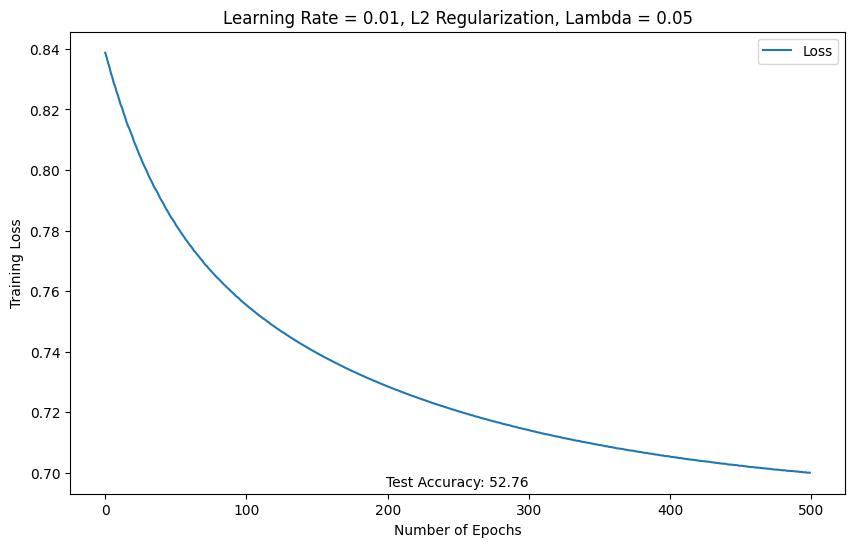 Learning Rate = 0.01, L2 Regularization, Lambda = 0.05
Loss
0.84
0.82
0.80
0.78
0.76
0.74
0.72
0.70
Training Loss
Test Accuracy: 52.76
0 100 200 300 400 500
Number of Epochs